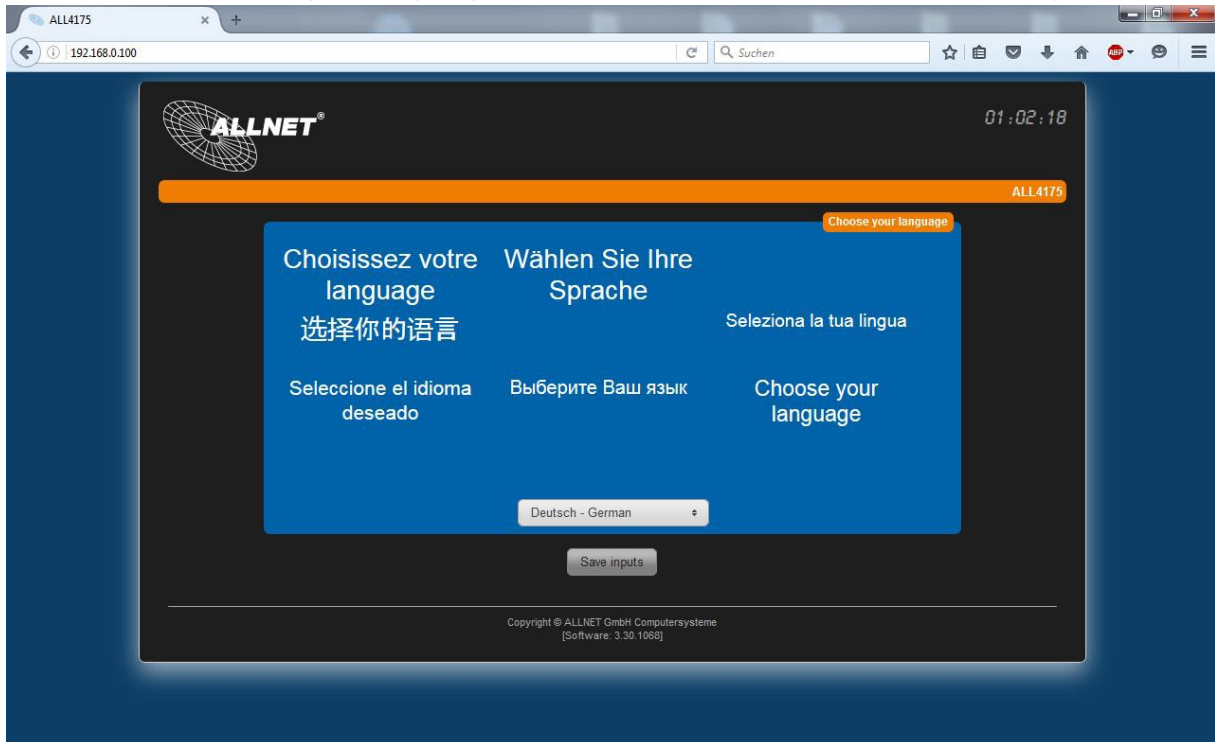 ALL4175
192.168.0.100
Suchen
ABP
ALLNET®
01:02:18
ALL4175
Choose your language
Choisissez votre
language
选择你的语言
Wählen Sie Ihre
Sprache
Seleziona la tua lingua
Seleccione el idioma
deseado
Выберите Ваш язык
Choose your
language
Deutsch - German
Save inputs
Copyright © ALLNET GmbH Computersysteme
[Software: 3.30.1068]